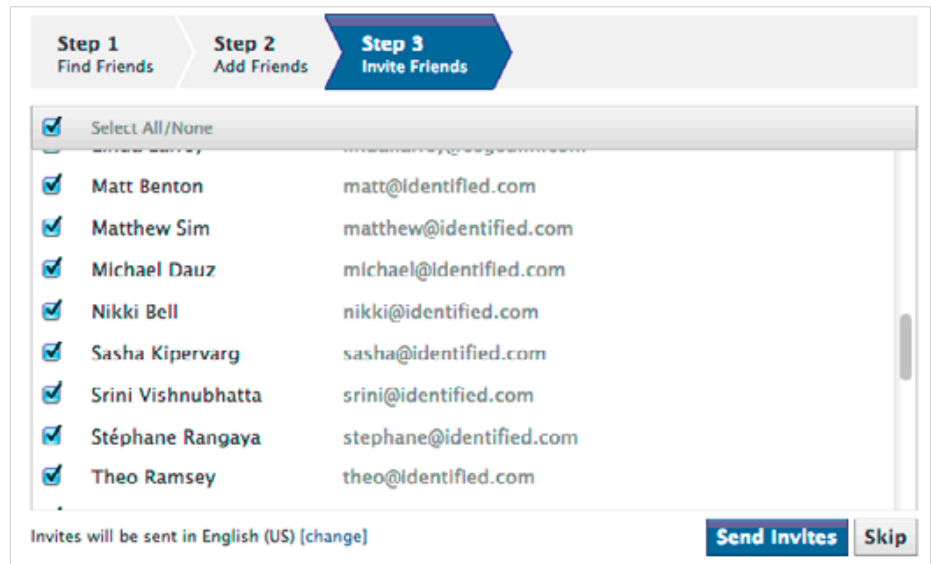 Step 1
Find Friends
Step 2
Add Friends
Step 3
Invite Friends
Select All/None
Matt Benton matt@identified.com
Matthew Sim matthew@identified.com
Michael Dauz michael@identified.com
Nikki Bell nikki@identified.com
Sasha Kipervarg sasha@identified.com
Srini Vishnubhatta srini@identified.com
Stéphane Rangaya stephane@identified.com
Theo Ramsey theo@identified.com
Invites will be sent in English (US) [change]
Send Invites
Skip